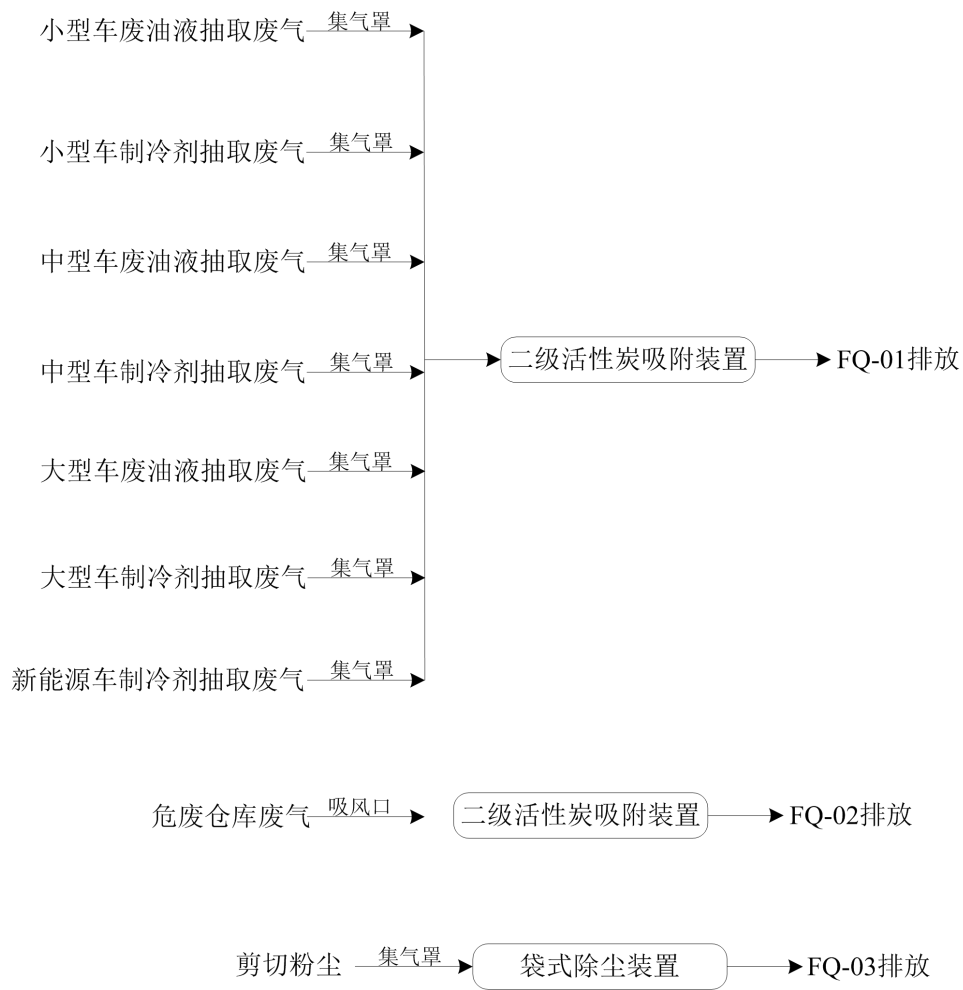 小型车废油液抽取废气 集气罩
小型车制冷剂抽取废气 集气罩
中型车废油液抽取废气 集气罩
二级活性炭吸附装置 FQ-01排放
中型车制冷剂抽取废气 集气罩
大型车废油液抽取废气 集气罩
大型车制冷剂抽取废气 集气罩
新能源车制冷剂抽取废气 集气罩
危废仓库废气 吸风口 二级活性炭吸附装置 FQ-02排放
剪切粉尘 集气罩 袋式除尘装置 FQ-03排放